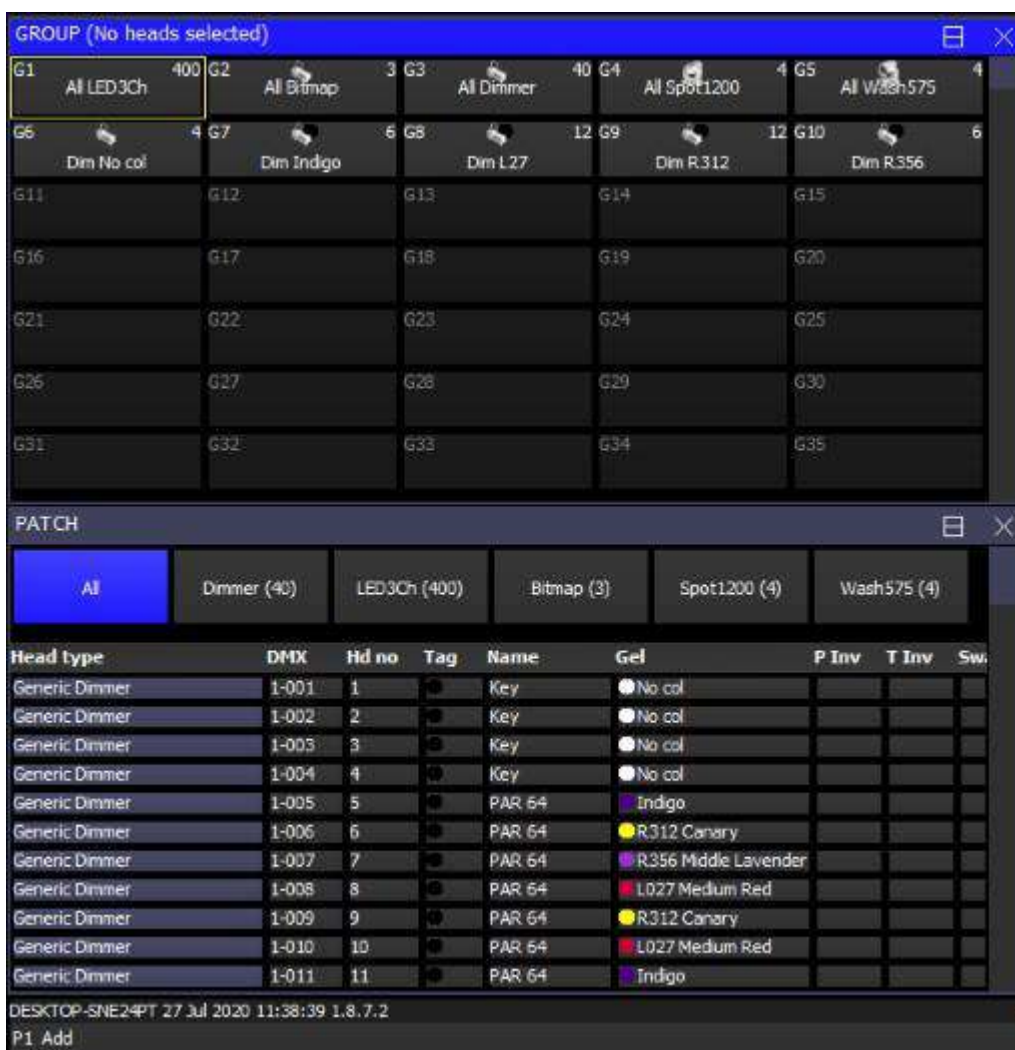 GROUP (No heads selected)
G1 400 G2 3 G3 40 G4 4 G5 4
All LED3Ch All Bitmap All Dimmer All Spot1200 All Wash575
G6 4 G7 6 G8 12 G9 12 G10 6
Dim No col Dim Indigo Dim L27 Dim R312 Dim R356
G11 G12 G13 G14 G15
G16 G17 G18 G19 G20
G21 G22 G23 G24 G25
G26 G27 G28 G29 G30
G31 G32 G33 G34 G35
PATCH
All Dimmer (40) LED3Ch (400) Bitmap (3) Spot1200 (4) Wash575 (4)
Head type DMX Hd no Tag Name Gel P Inv T Inv Swa
Generic Dimmer 1-001 1 Key No col
Generic Dimmer 1-002 2 Key No col
Generic Dimmer 1-003 3 Key No col
Generic Dimmer 1-004 4 Key No col
Generic Dimmer 1-005 5 PAR 64 Indigo
Generic Dimmer 1-006 6 PAR 64 R312 Canary
Generic Dimmer 1-007 7 PAR 64 R356 Middle Lavender
Generic Dimmer 1-008 8 PAR 64 L027 Medium Red
Generic Dimmer 1-009 9 PAR 64 R312 Canary
Generic Dimmer 1-010 10 PAR 64 L027 Medium Red
Generic Dimmer 1-011 11 PAR 64 Indigo
DESKTOP-SNE24PT 27 Jul 2020 11:38:39 1.8.7.2
P1 Add